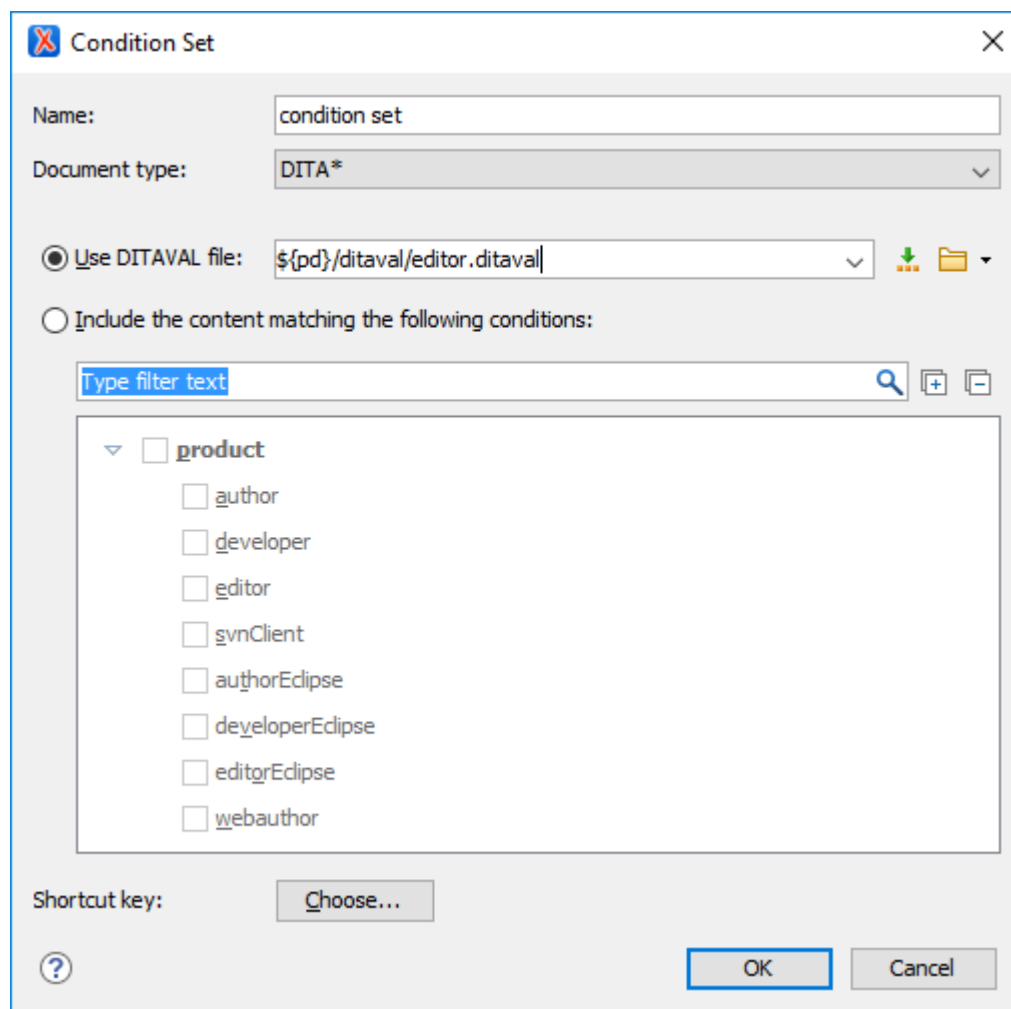 Condition Set
Name: condition set
Document type: DITA*
Use DITAVAL file: ${pd}/ditaval/editor.ditaval
Include the content matching the following conditions:
Type filter text
product
author
developer
editor
svnClient
authorEclipse
developerEclipse
editorEclipse
webauthor
Shortcut key: Choose...
? OK Cancel